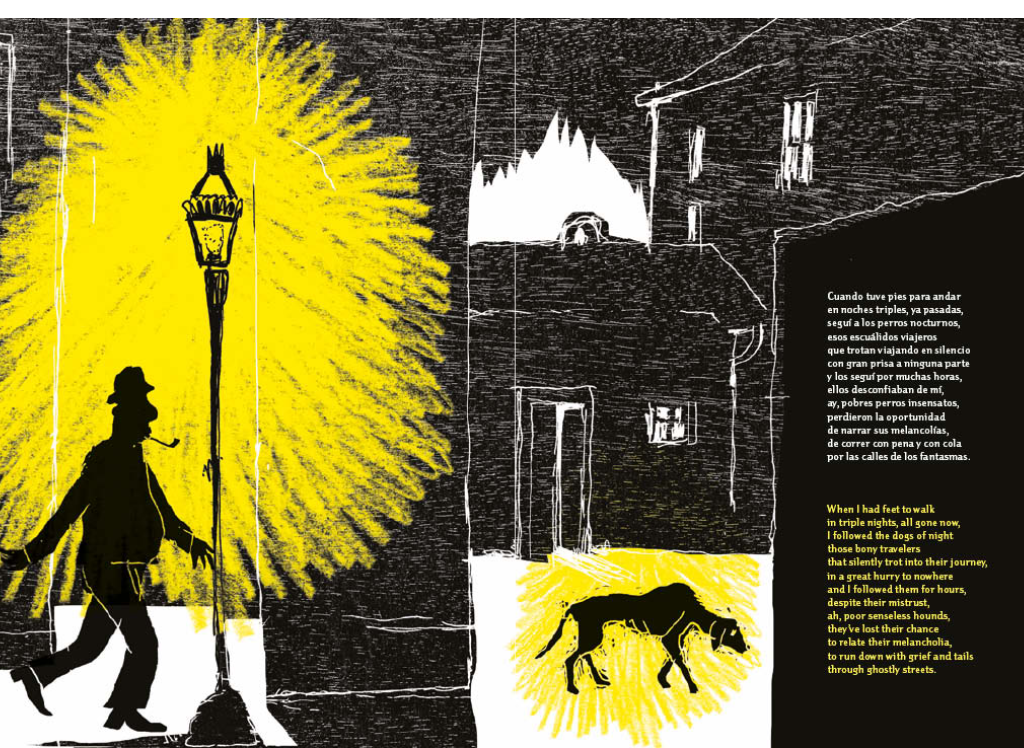 Cuando tuve pies para andar
en noches triples, ya pasadas,
seguí a los perros nocturnos,
esos escuálidos viajeros
que trotan viajando en silencio
con gran prisa a ninguna parte
y los seguí por muchas horas,
ellos desconfiaban de mí,
ay, pobres perros insensatos,
perdieron la oportunidad
de narrar sus melancolías,
de correr con pena y con cola
por las calles de los fantasmas.
When I had feet to walk
in triple nights, all gone now,
I followed the dogs of night
those bony travelers
that silently trot into their journey,
in a great hurry to nowhere
and I followed them for hours,
despite their mistrust,
ah, poor senseless hounds,
they've lost their chance
to relate their melancholia,
to run down with grief and tails
through ghostly streets.